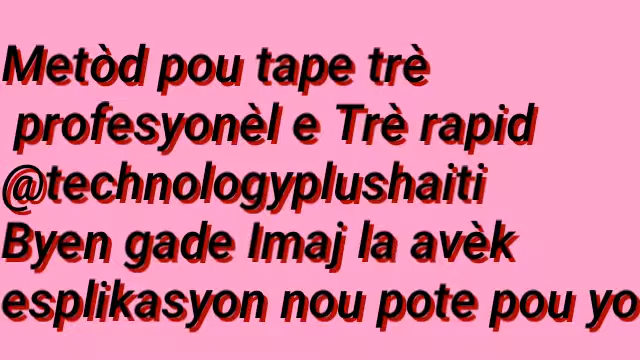 Metòd pou tape trè
profesyonèl e Trè rapid
@technologyplushaiti
Byen gade Imaj la avèk
esplikasyon nou pote pou yo